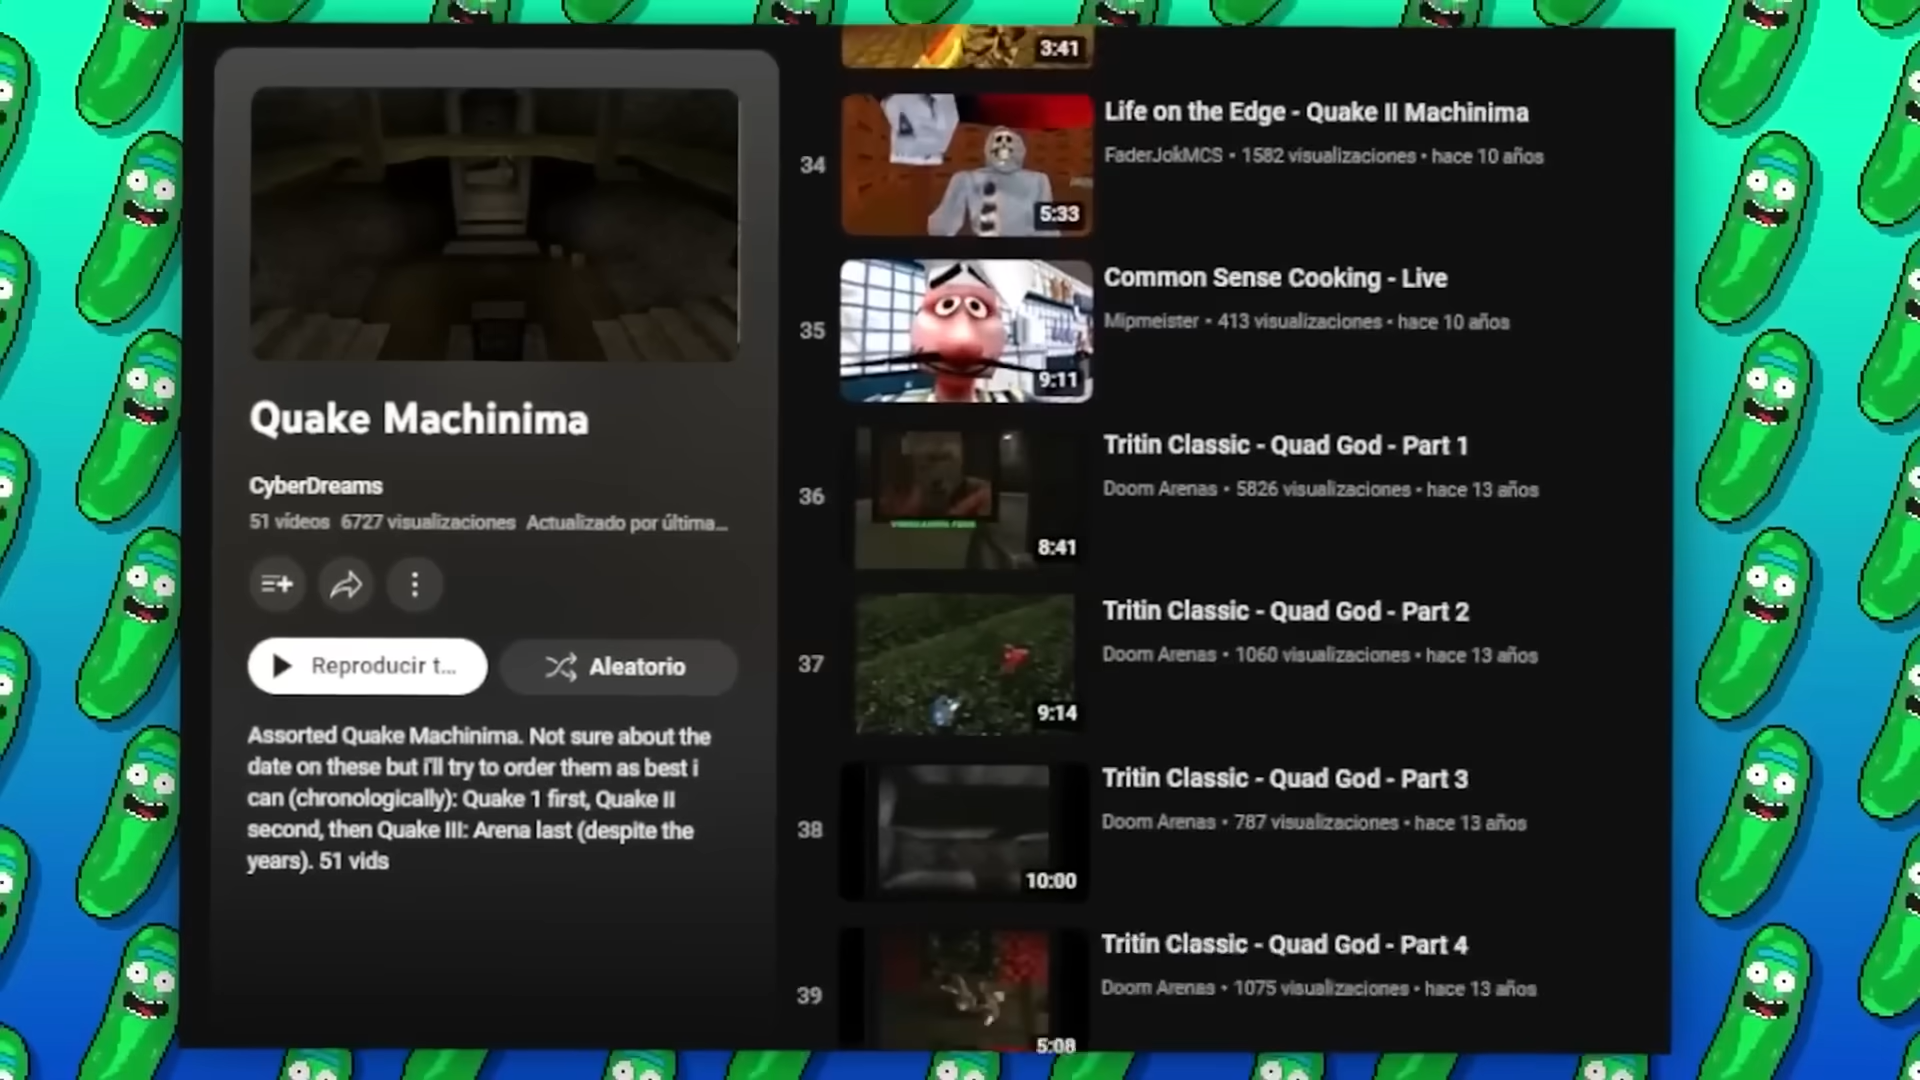 Quake Machinima
CyberDreams
51 vídeos 6727 visualizaciones Actualizado por última...
Reproducir t...
Aleatorio
Assorted Quake Machinima. Not sure about the
date on these but i'll try to order them as best i
can (chronologically): Quake 1 first, Quake II
second, then Quake III: Arena last (despite the
years). 51 vids
3:41
34
5:33
Life on the Edge - Quake II Machinima
FaderJokMCS • 1582 visualizaciones • hace 10 años
35
9:11
Common Sense Cooking - Live
Mipmeister • 413 visualizaciones • hace 10 años
36
8:41
Tritin Classic - Quad God - Part 1
Doom Arenas • 5826 visualizaciones • hace 13 años
37
9:14
Tritin Classic - Quad God - Part 2
Doom Arenas • 1060 visualizaciones • hace 13 años
38
10:00
Tritin Classic - Quad God - Part 3
Doom Arenas • 787 visualizaciones • hace 13 años
39
5:08
Tritin Classic - Quad God - Part 4
Doom Arenas • 1075 visualizaciones • hace 13 años